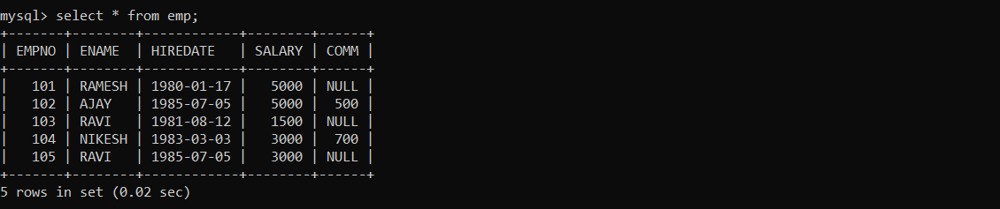 mysql> select * from emp;
+-------+--------+------------+--------+------+
| EMPNO | ENAME  | HIREDATE   | SALARY | COMM |
+-------+--------+------------+--------+------+
|   101 | RAMESH | 1980-01-17 |   5000 | NULL |
|   102 | AJAY   | 1985-07-05 |   5000 |  500 |
|   103 | RAVI   | 1981-08-12 |   1500 | NULL |
|   104 | NIKESH | 1983-03-03 |   3000 |  700 |
|   105 | RAVI   | 1985-07-05 |   3000 | NULL |
+-------+--------+------------+--------+------+
5 rows in set (0.02 sec)